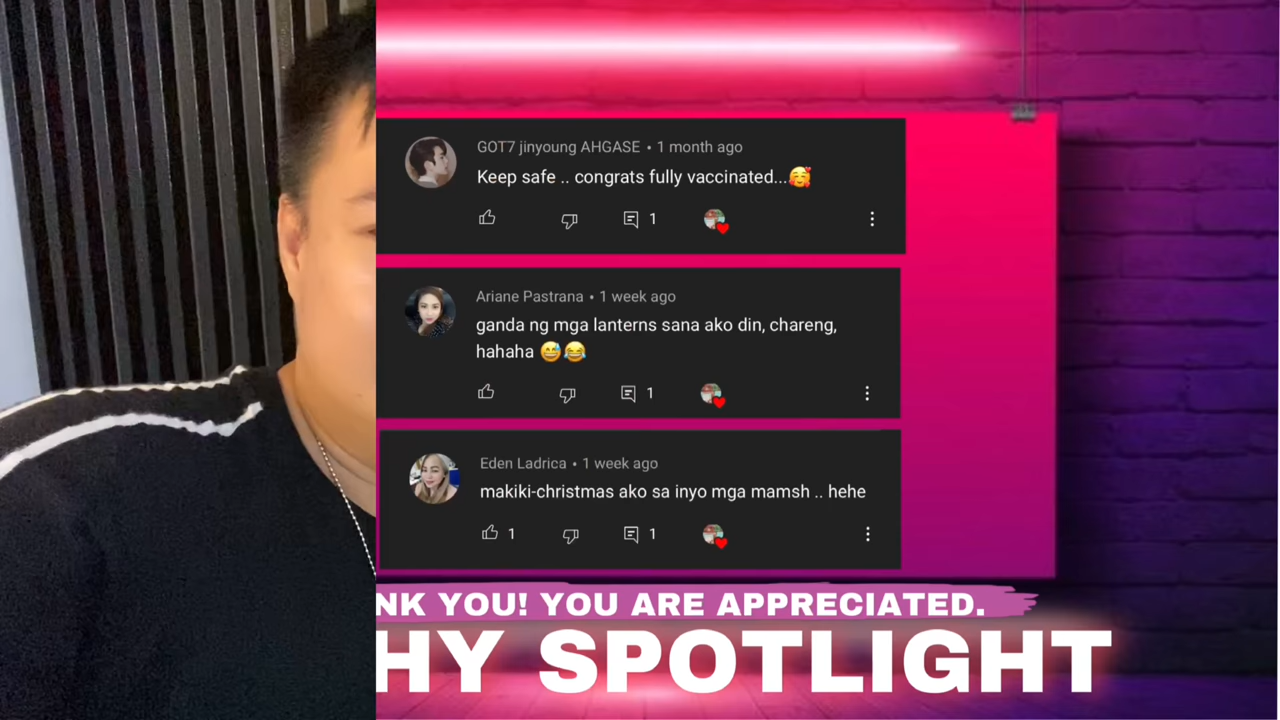 GOT7 jinyoung AHGASE • 1 month ago
Keep safe .. congrats fully vaccinated...🥰
1
Ariane Pastrana • 1 week ago
ganda ng mga lanterns sana ako din, chareng,
hahaha 😅😂
1
Eden Ladrica • 1 week ago
makiki-christmas ako sa inyo mga mamsh .. hehe
1 1
NK YOU! YOU ARE APPRECIATED.
HY SPOTLIGHT